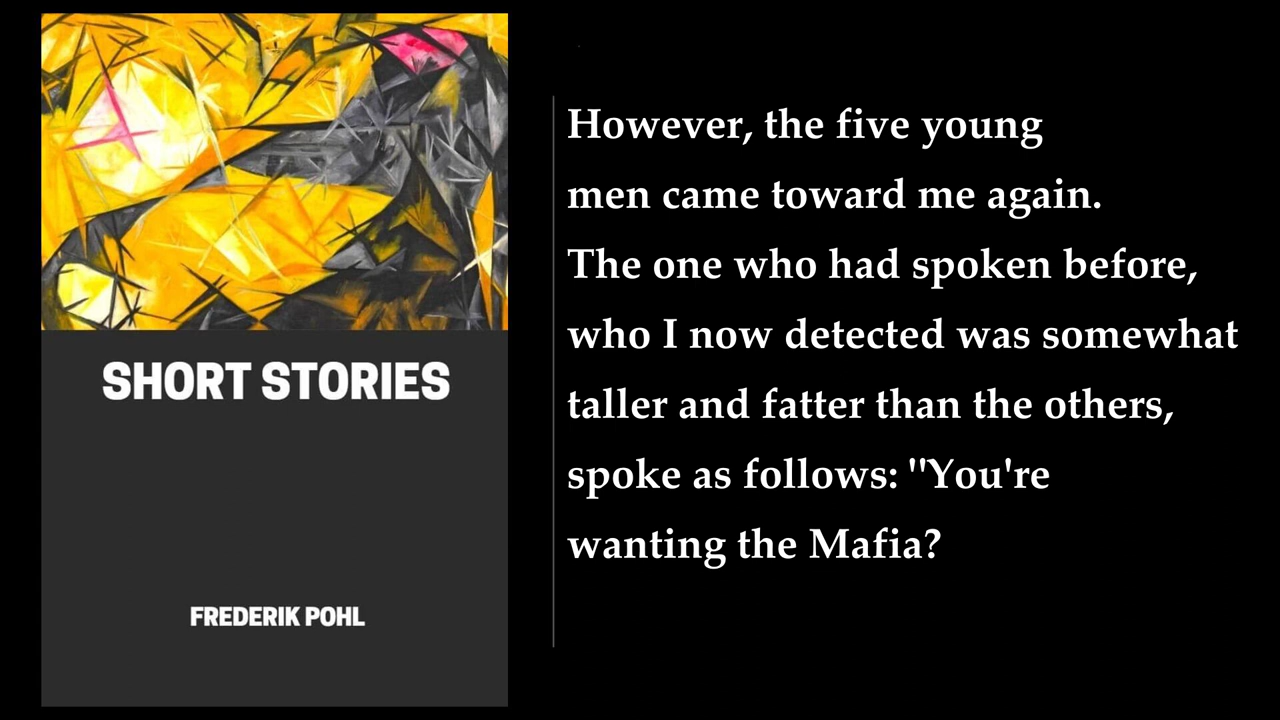 SHORT STORIES
FREDERIK POHL
However, the five young
men came toward me again.
The one who had spoken before,
who I now detected was somewhat
taller and fatter than the others,
spoke as follows: "You're
wanting the Mafia?